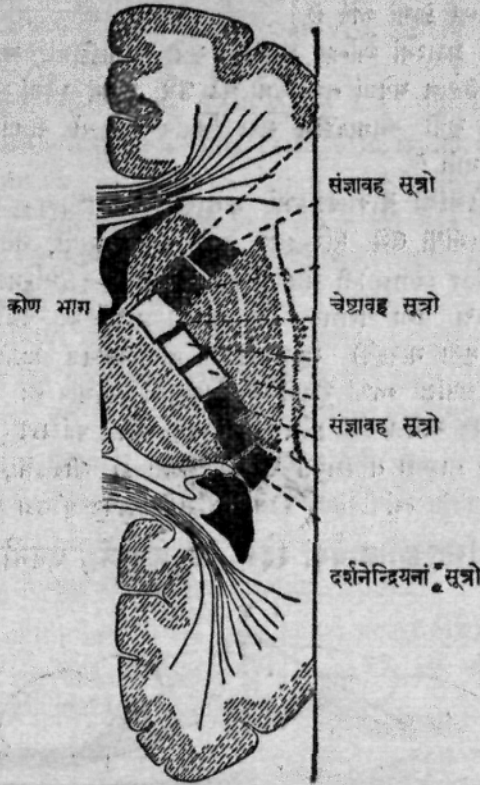 संज्ञावह सूत्रो
कोण भाग
चेष्टावह सूत्रो
संज्ञावह सूत्रो
दर्शनेन्द्रियनां सूत्रो